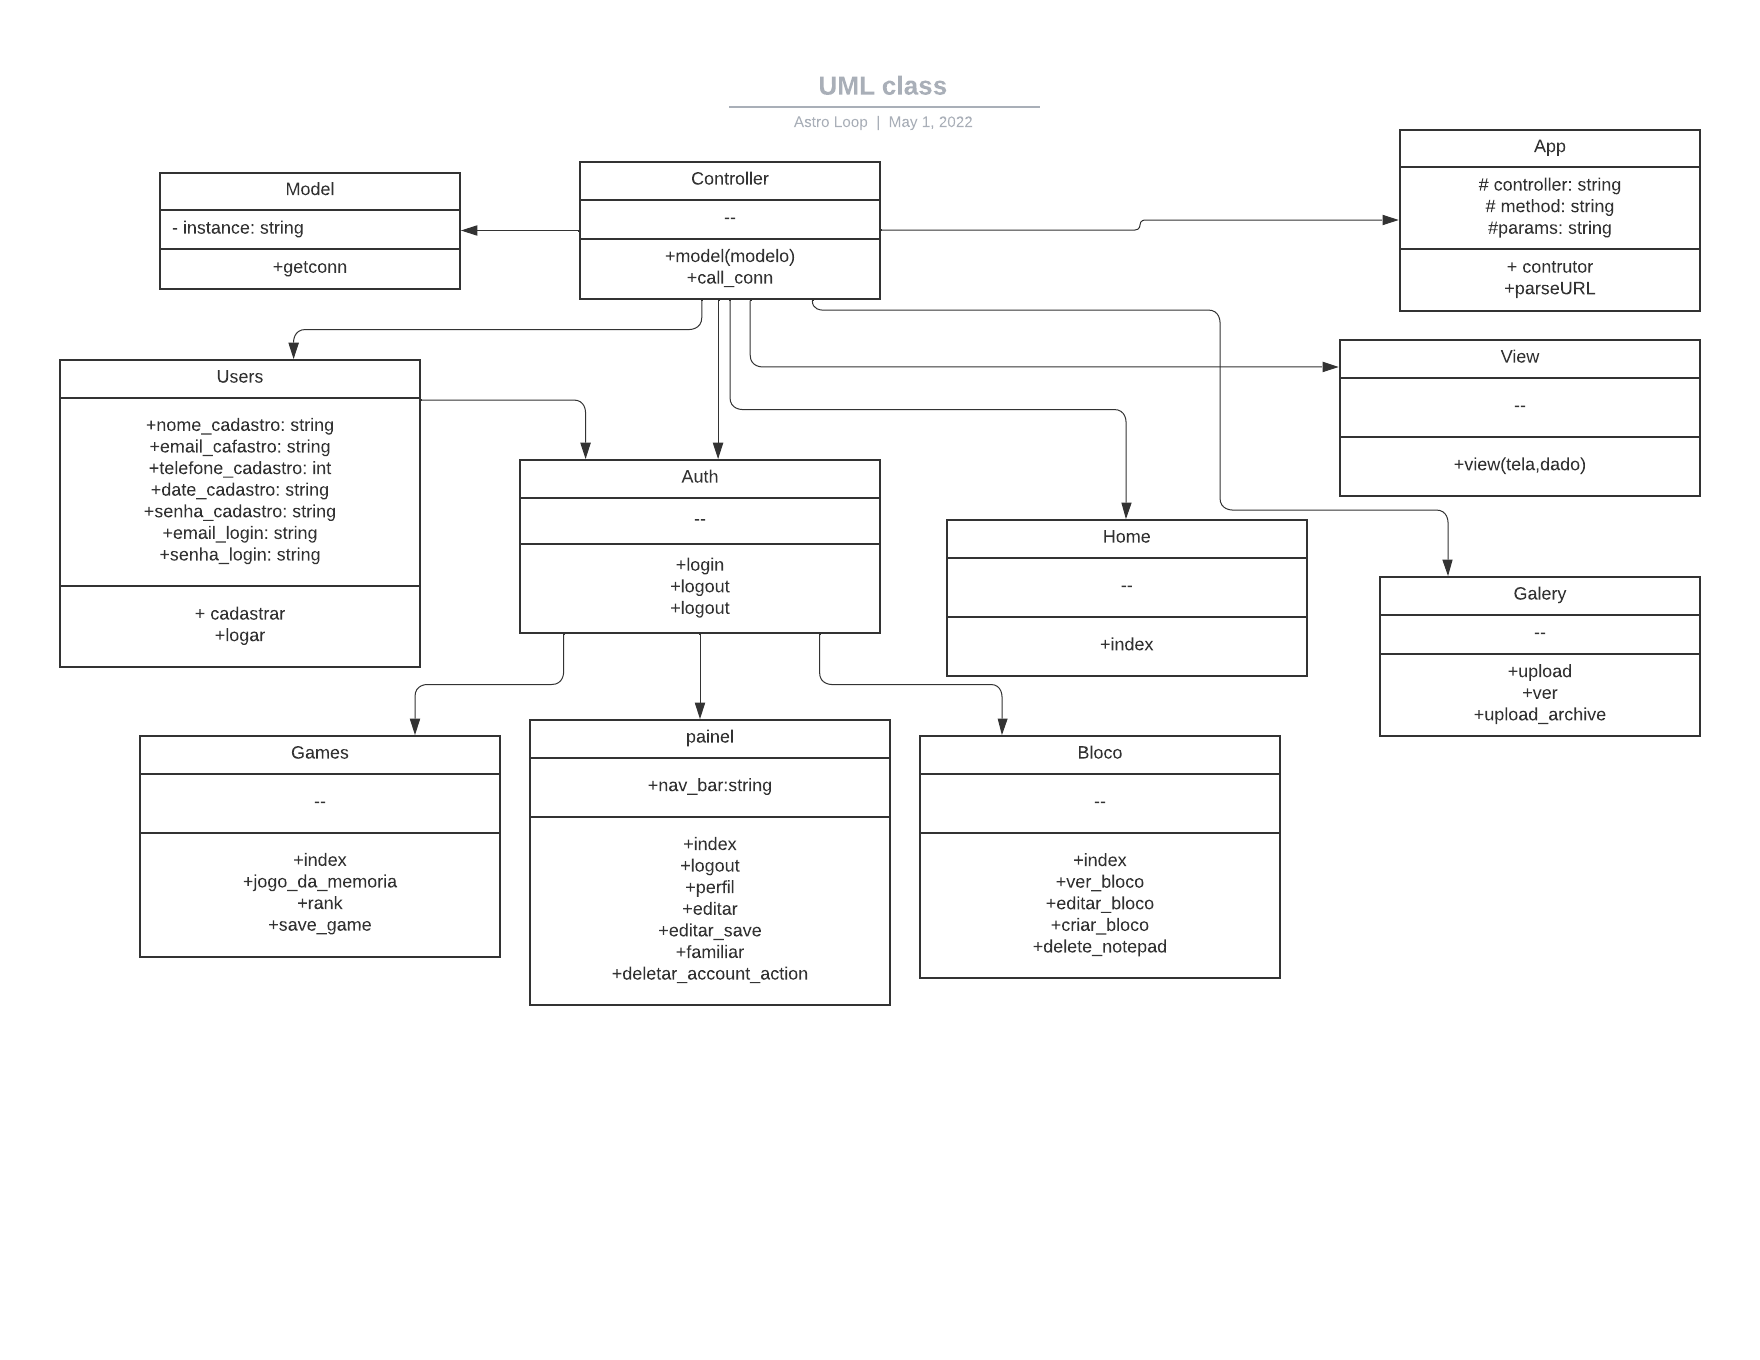 UML class
Astro Loop | May 1, 2022
Model
- instance: string
+getconn
Controller
--
+model(modelo)
+call_conn
App
# controller: string
# method: string
#params: string
+ contrutor
+parseURL
Users
+nome_cadastro: string
+email_cafastro: string
+telefone_cadastro: int
+date_cadastro: string
+senha_cadastro: string
+email_login: string
+senha_login: string
+ cadastrar
+logar
Auth
--
+login
+logout
+logout
View
--
+view(tela,dado)
Home
--
+index
Galery
--
+upload
+ver
+upload_archive
Games
--
+index
+jogo_da_memoria
+rank
+save_game
painel
+nav_bar:string
+index
+logout
+perfil
+editar
+editar_save
+familiar
+deletar_account_action
Bloco
--
+index
+ver_bloco
+editar_bloco
+criar_bloco
+delete_notepad